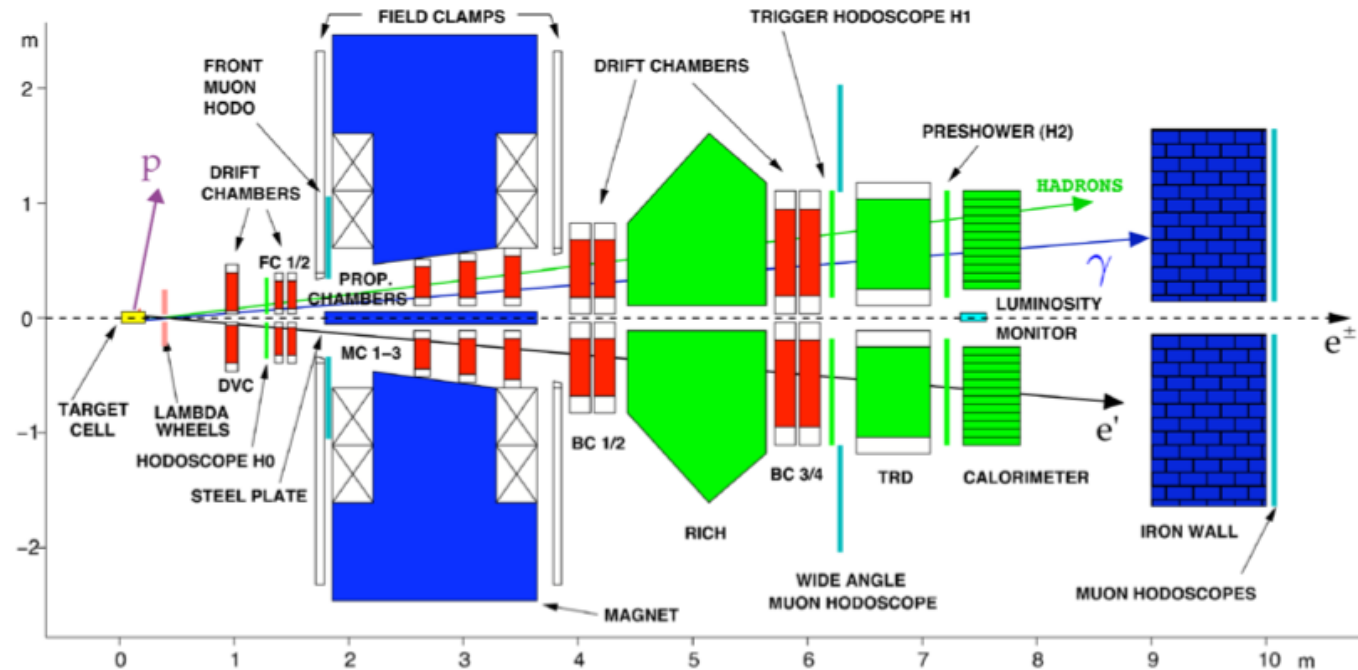 FIELD CLAMPS
TRIGGER HODOSCOPE H1
m
FRONT
MUON
HODO
DRIFT CHAMBERS
2
PRESHOWER (H2)
p
DRIFT
CHAMBERS
1
HADRONS
FC 1/2
PROP.
CHAMBERS
γ
LUMINOSITY
MONITOR
0
e±
MC 1–3
DVC
TARGET
CELL
LAMBDA
WHEELS
e'
−1
BC 1/2
HODOSCOPE H0
BC 3/4
TRD
CALORIMETER
STEEL PLATE
RICH
IRON WALL
−2
WIDE ANGLE
MUON HODOSCOPE
MUON HODOSCOPES
MAGNET
0 1 2 3 4 5 6 7 8 9 10 m